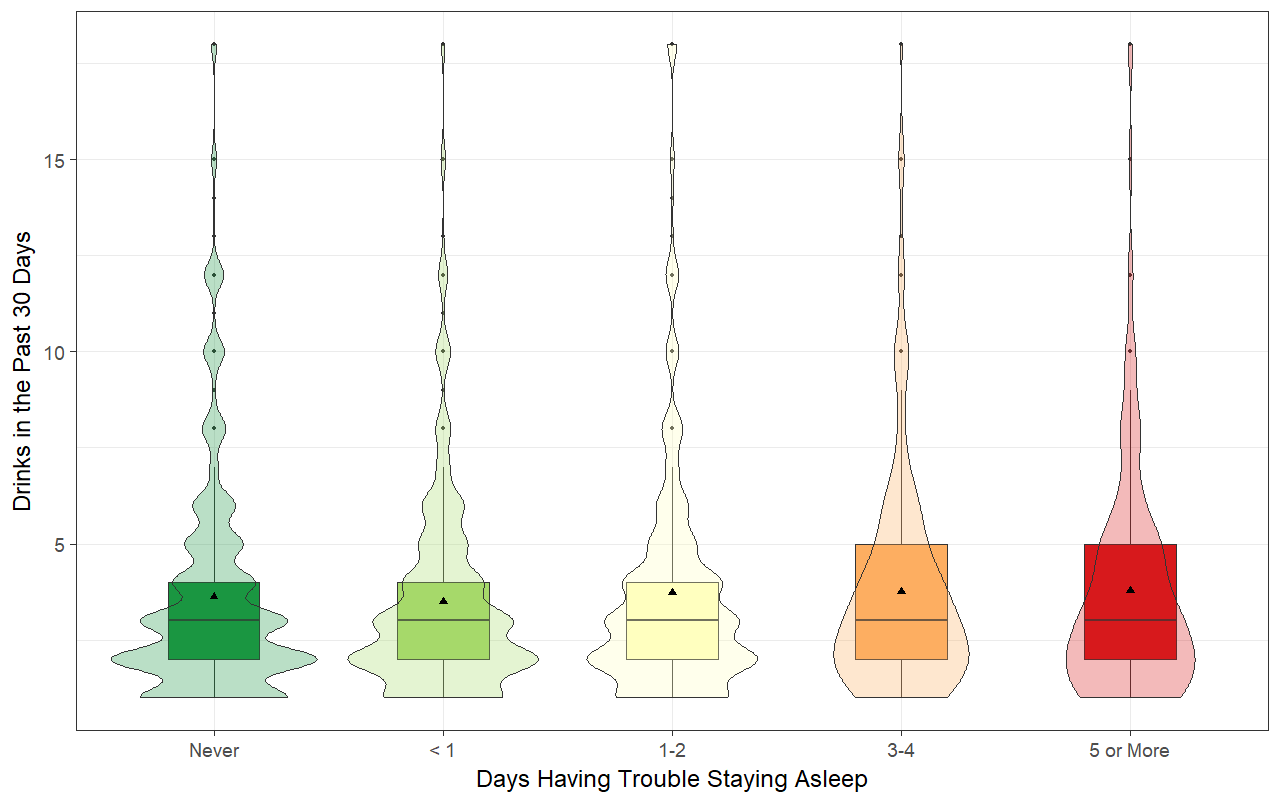 Drinks in the Past 30 Days
15
10
5
Never
< 1
1-2
3-4
5 or More
Days Having Trouble Staying Asleep